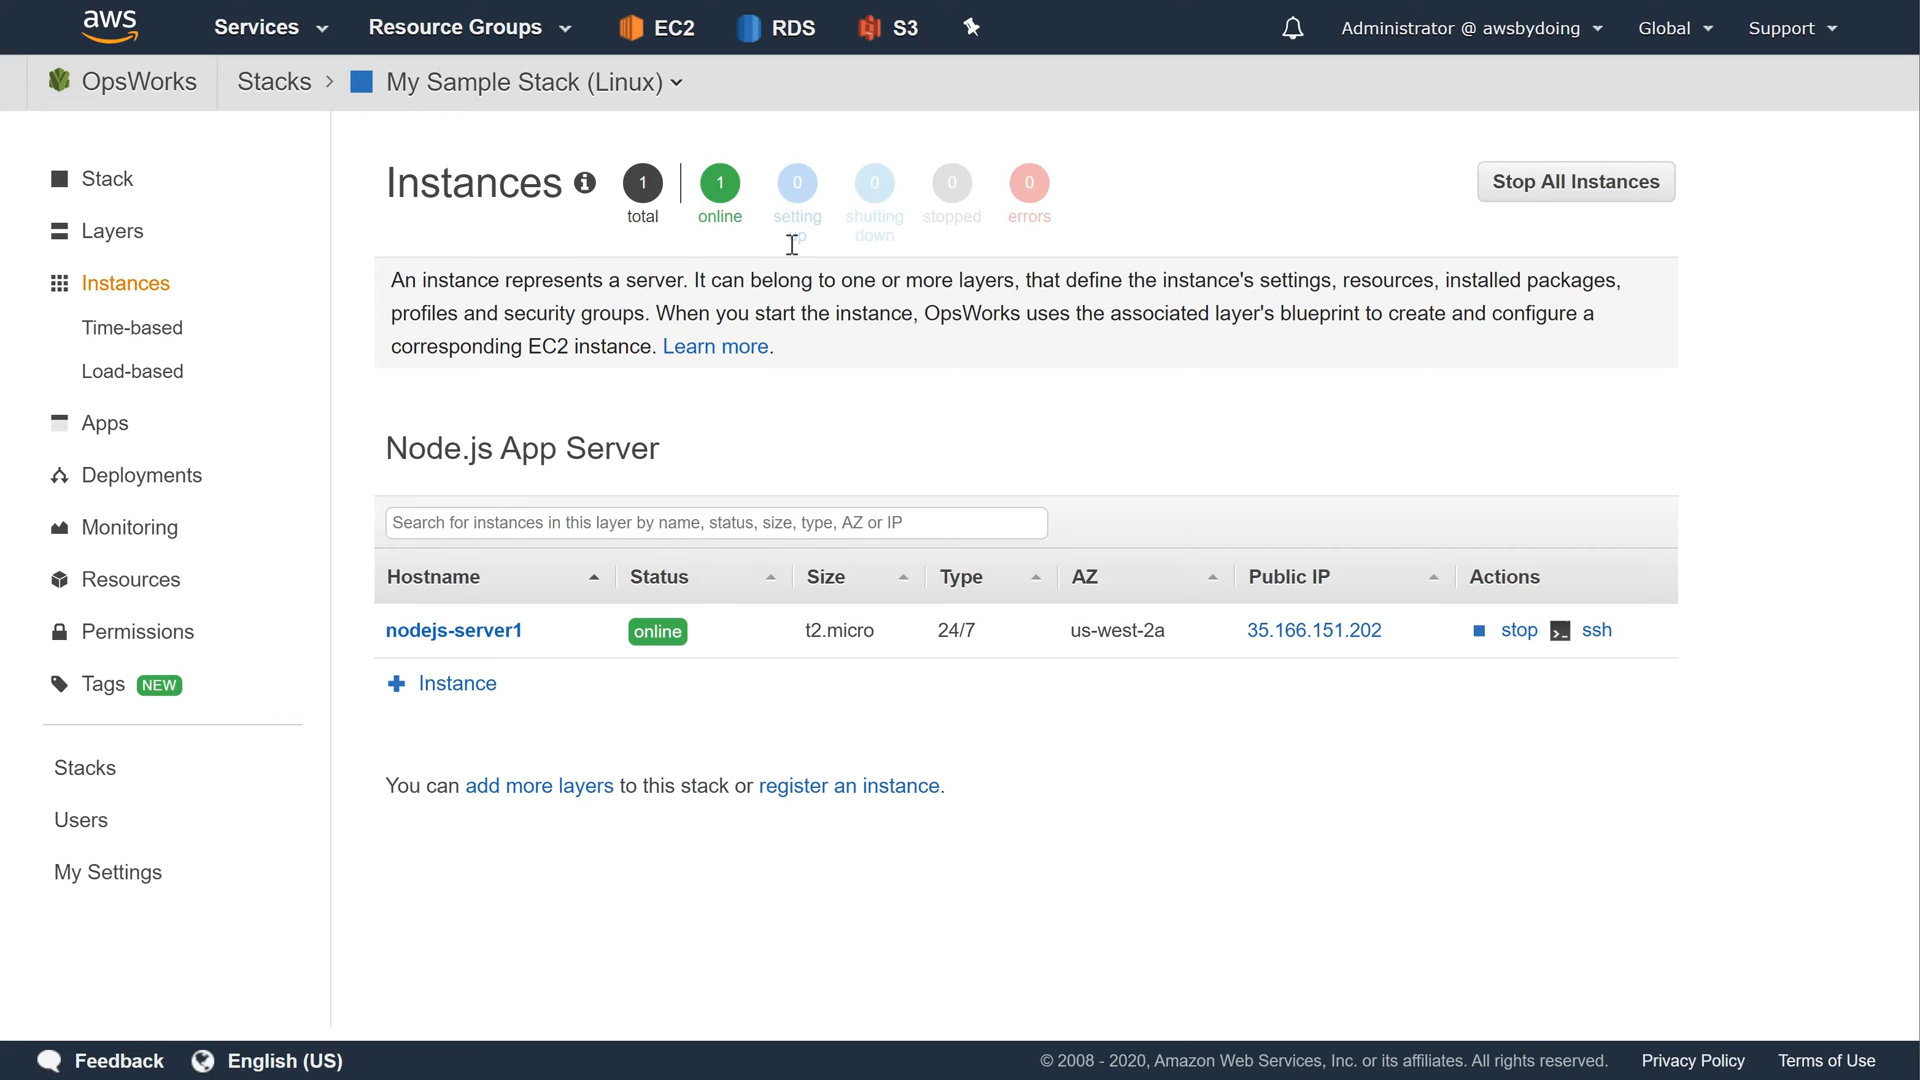 aws Services Resource Groups EC2 RDS S3 Administrator @ awsbydoing Global Support
OpsWorks Stacks > My Sample Stack (Linux)
Stack
Layers
Instances
Time-based
Load-based
Apps
Deployments
Monitoring
Resources
Permissions
Tags NEW
Stacks
Users
My Settings
Instances
1 total
1 online
0 setting up
0 shutting down
0 stopped
0 errors
Stop All Instances
An instance represents a server. It can belong to one or more layers, that define the instance's settings, resources, installed packages,
profiles and security groups. When you start the instance, OpsWorks uses the associated layer's blueprint to create and configure a
corresponding EC2 instance. Learn more.
Node.js App Server
Search for instances in this layer by name, status, size, type, AZ or IP
Hostname Status Size Type AZ Public IP Actions
nodejs-server1 online t2.micro 24/7 us-west-2a 35.166.151.202 stop ssh
Instance
You can add more layers to this stack or register an instance.
Feedback English (US) © 2008 - 2020, Amazon Web Services, Inc. or its affiliates. All rights reserved. Privacy Policy Terms of Use